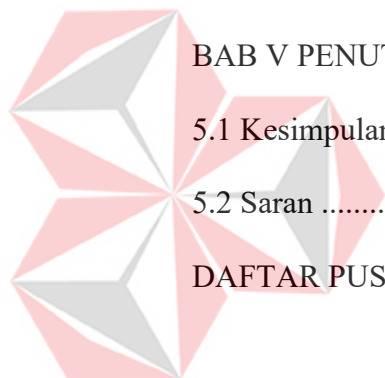 BAB V PENUT
5.1 Kesimpulan
5.2 Saran ........
DAFTAR PUS